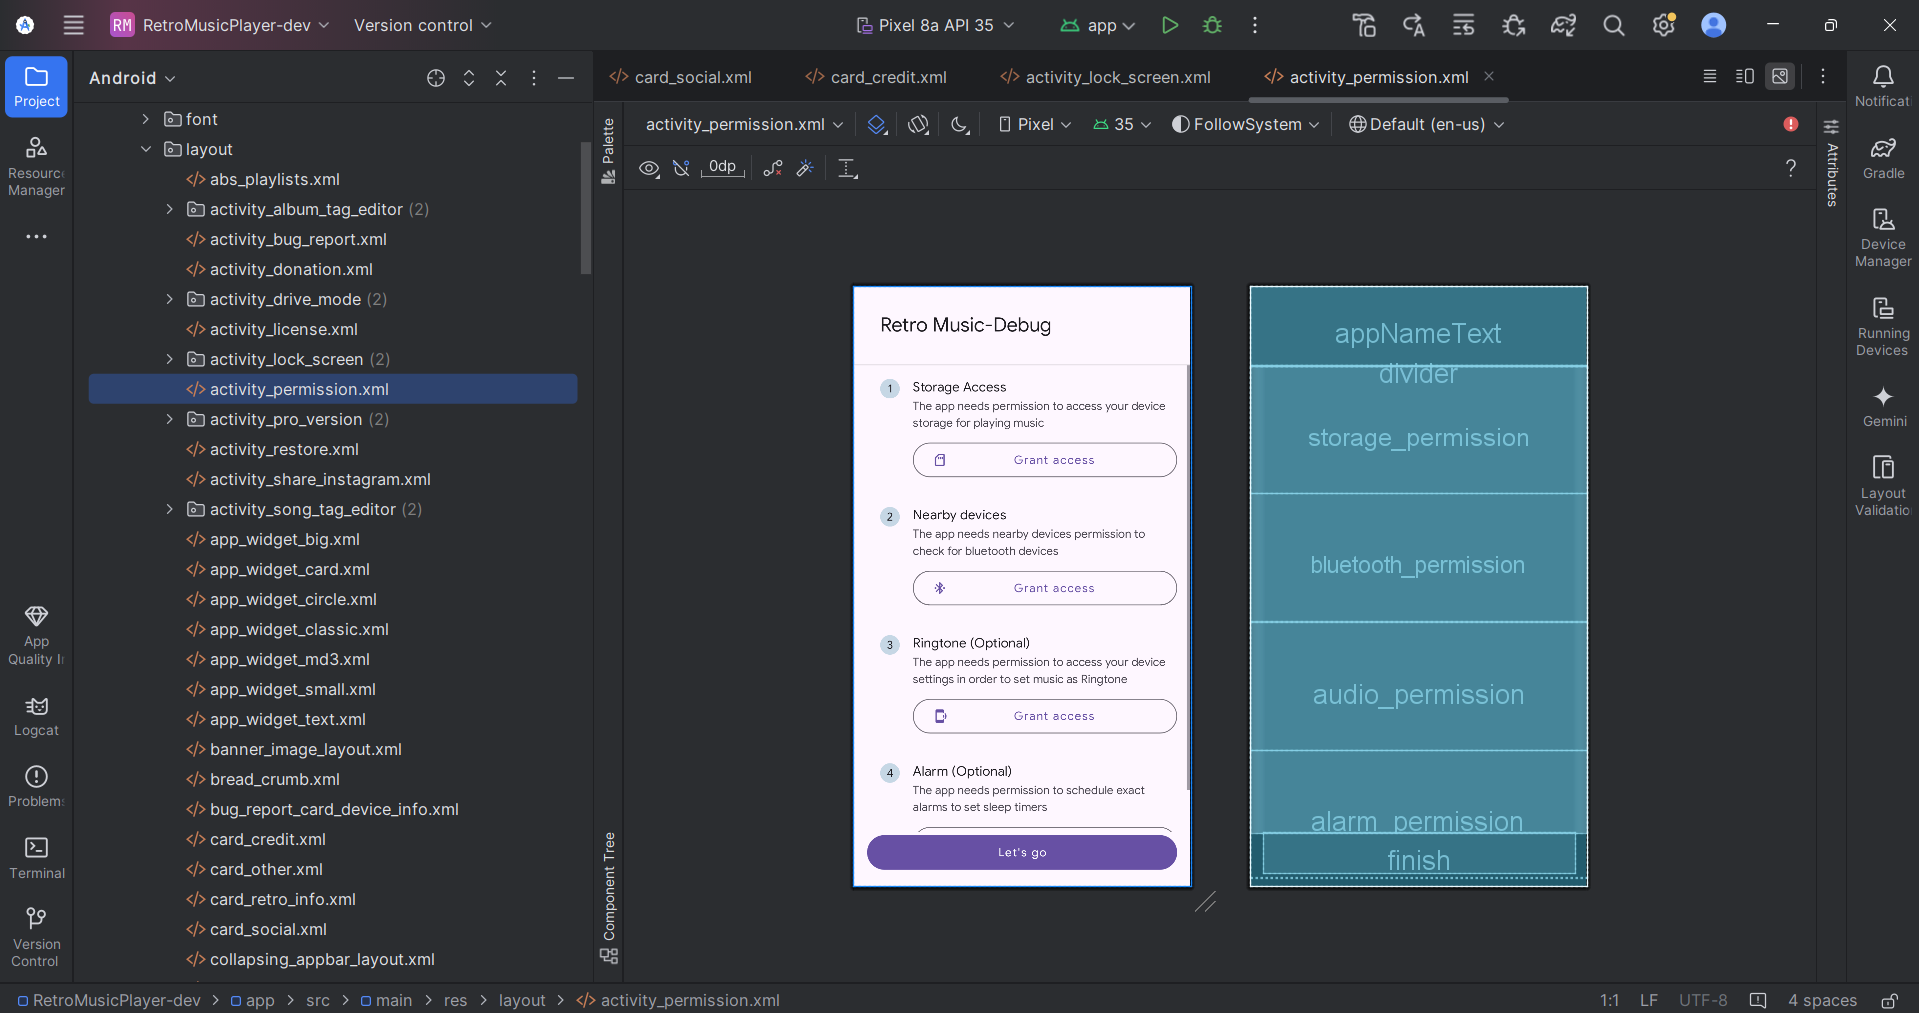 RM RetroMusicPlayer-dev Version control Pixel 8a API 35 app
Project
Resource
Manager
App
Quality I
Logcat
Problems
Terminal
Version
Control
Android
font
layout
abs_playlists.xml
activity_album_tag_editor (2)
activity_bug_report.xml
activity_donation.xml
activity_drive_mode (2)
activity_license.xml
activity_lock_screen (2)
activity_permission.xml
activity_pro_version (2)
activity_restore.xml
activity_share_instagram.xml
activity_song_tag_editor (2)
app_widget_big.xml
app_widget_card.xml
app_widget_circle.xml
app_widget_classic.xml
app_widget_md3.xml
app_widget_small.xml
app_widget_text.xml
banner_image_layout.xml
bread_crumb.xml
bug_report_card_device_info.xml
card_credit.xml
card_other.xml
card_retro_info.xml
card_social.xml
collapsing_appbar_layout.xml
card_social.xml card_credit.xml activity_lock_screen.xml activity_permission.xml
Palette
activity_permission.xml Pixel 35 FollowSystem Default (en-us)
0dp ?
Component Tree
Retro Music-Debug
1 Storage Access
The app needs permission to access your device
storage for playing music
Grant access
2 Nearby devices
The app needs nearby devices permission to
check for bluetooth devices
Grant access
3 Ringtone (Optional)
The app needs permission to access your device
settings in order to set music as Ringtone
Grant access
4 Alarm (Optional)
The app needs permission to schedule exact
alarms to set sleep timers
Let's go
appNameText
divider
storage_permission
bluetooth_permission
audio_permission
alarm_permission
finish
Attributes
Notificati
Gradle
Device
Manager
Running
Devices
Gemini
Layout
Validatio
RetroMusicPlayer-dev app src main res layout activity_permission.xml 1:1 LF UTF-8 4 spaces